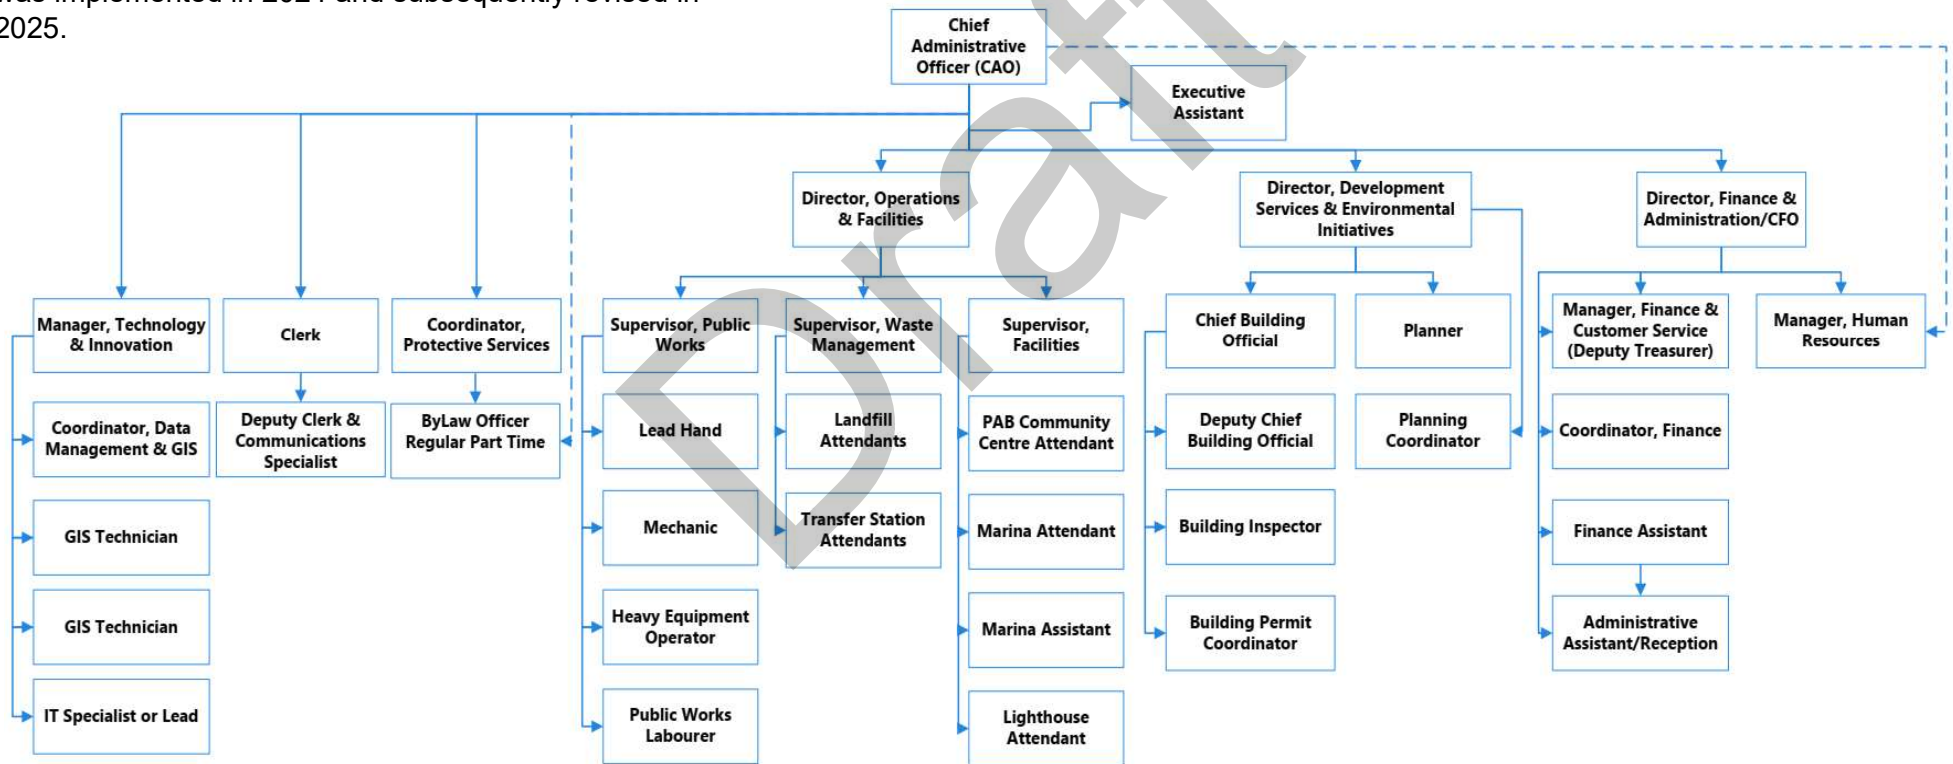 was implemented in 2024 and subsequently revised in
2025.
Chief
Administrative
Officer (CAO)
Executive
Assistant
Director, Operations
& Facilities
Director, Development
Services & Environmental
Initiatives
Director, Finance &
Administration/CFO
Manager, Technology
& Innovation
Clerk
Coordinator,
Protective Services
Supervisor, Public
Works
Supervisor, Waste
Management
Supervisor,
Facilities
Chief Building
Official
Planner
Manager, Finance &
Customer Service
(Deputy Treasurer)
Manager, Human
Resources
Coordinator, Data
Management & GIS
Deputy Clerk &
Communications
Specialist
ByLaw Officer
Regular Part Time
Lead Hand
Landfill
Attendants
PAB Community
Centre Attendant
Deputy Chief
Building Official
Planning
Coordinator
Coordinator, Finance
GIS Technician
Mechanic
Transfer Station
Attendants
Marina Attendant
Building Inspector
Finance Assistant
GIS Technician
Heavy Equipment
Operator
Marina Assistant
Building Permit
Coordinator
Administrative
Assistant/Reception
IT Specialist or Lead
Public Works
Labourer
Lighthouse
Attendant
Draft